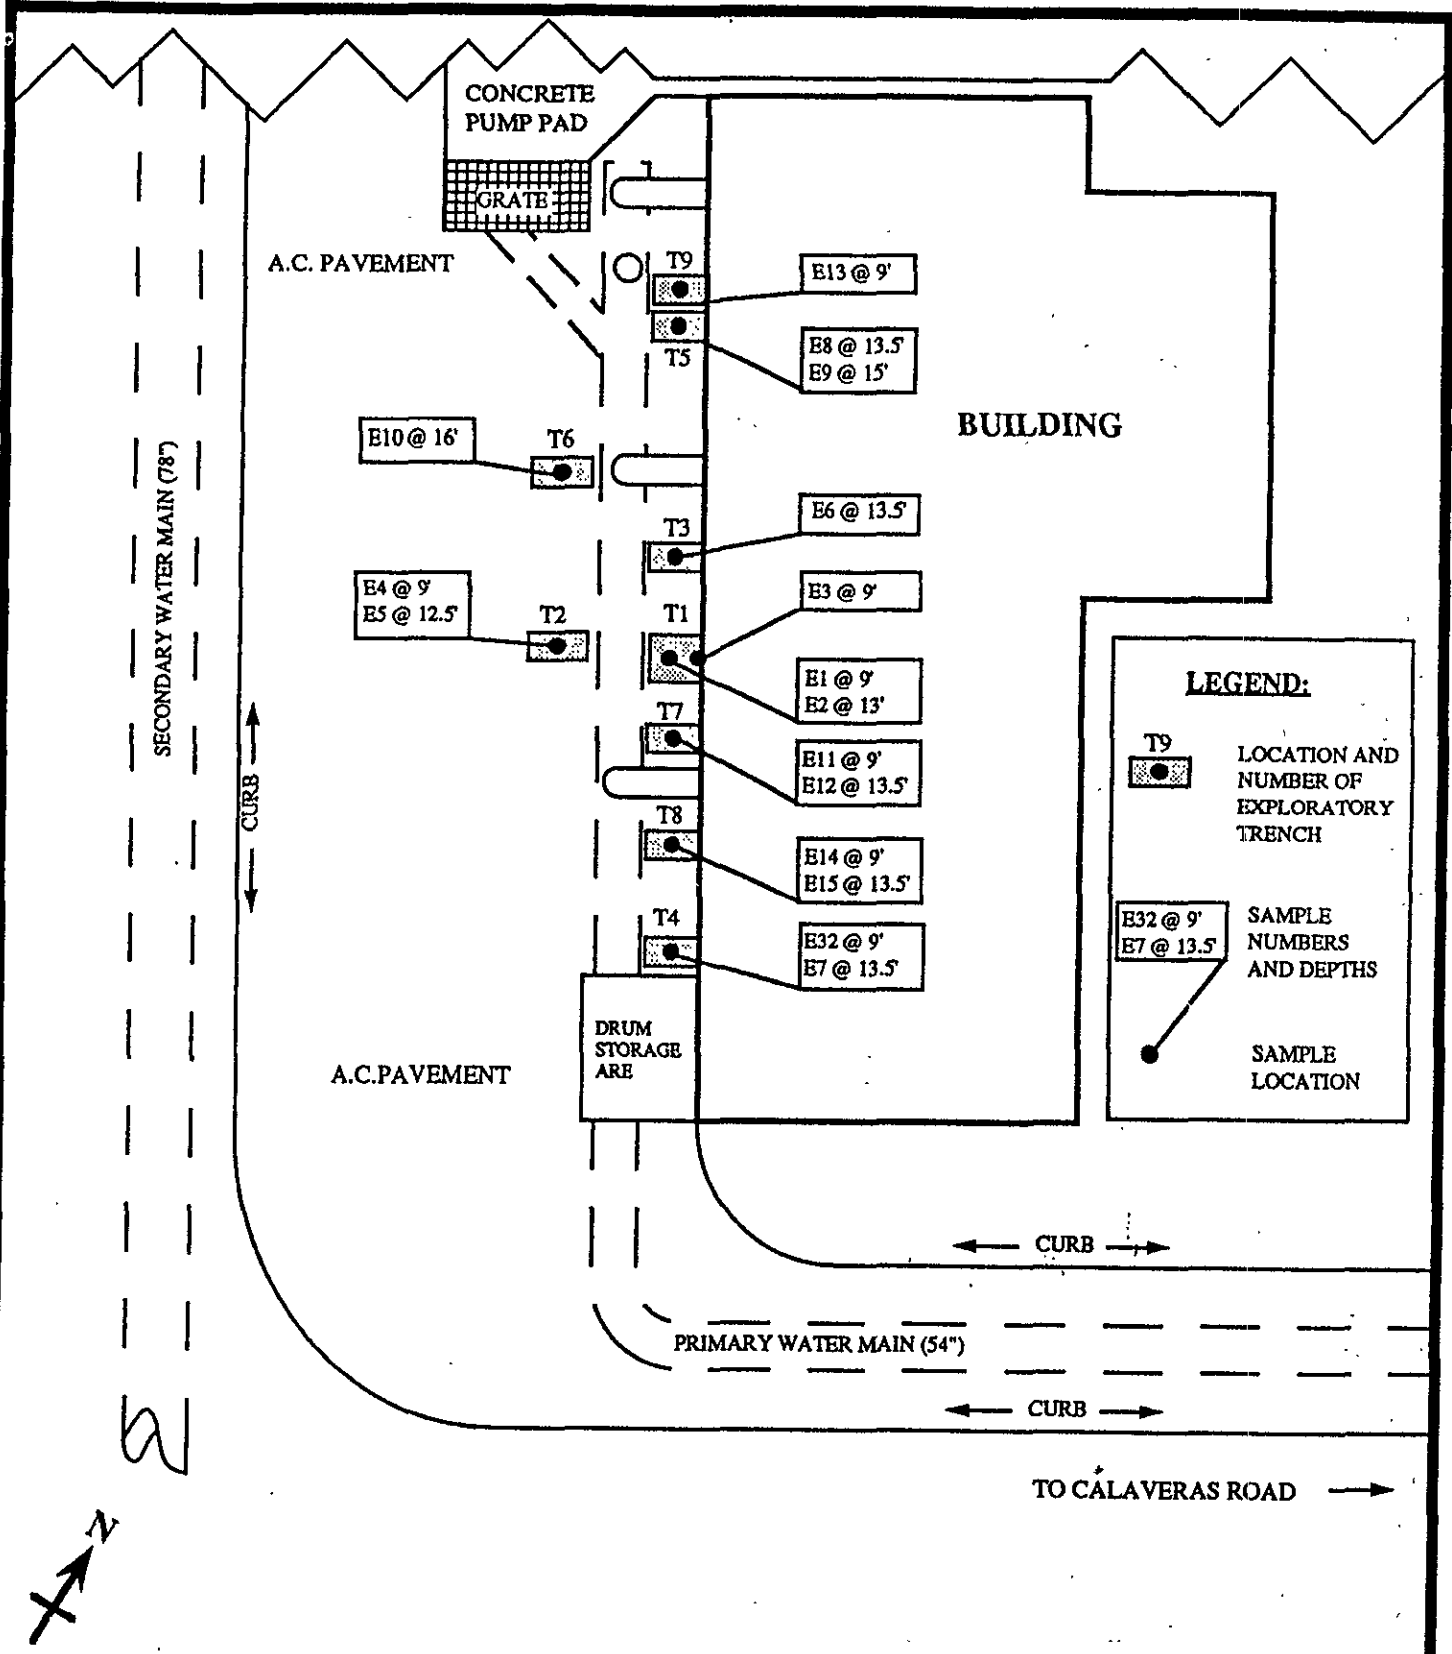 CONCRETE
PUMP PAD
GRATE
A.C. PAVEMENT
T9
E13 @ 9'
T5
E8 @ 13.5'
E9 @ 15'
BUILDING
E10 @ 16'
T6
SECONDARY WATER MAIN (78")
T3
E6 @ 13.5'
E4 @ 9'
E5 @ 12.5'
T2
T1
E3 @ 9'
E1 @ 9'
E2 @ 13'
T7
E11 @ 9'
E12 @ 13.5'
CURB
T8
E14 @ 9'
E15 @ 13.5'
T4
E32 @ 9'
E7 @ 13.5'
DRUM
STORAGE
ARE
A.C.PAVEMENT
LEGEND:
T9
LOCATION AND
NUMBER OF
EXPLORATORY
TRENCH
E32 @ 9'
E7 @ 13.5'
SAMPLE
NUMBERS
AND DEPTHS
SAMPLE
LOCATION
CURB
PRIMARY WATER MAIN (54")
CURB
TO CALAVERAS ROAD
N